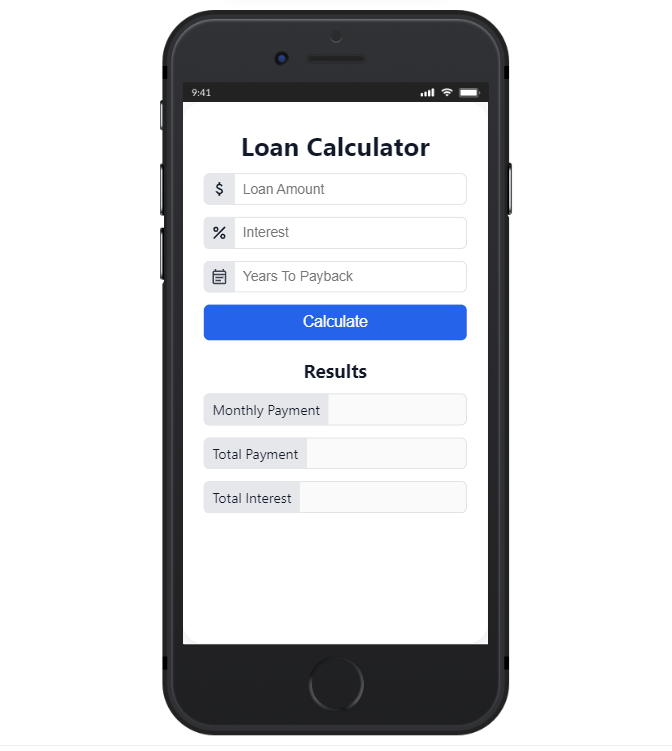 9:41
Loan Calculator
$ Loan Amount
% Interest
Years To Payback
Calculate
Results
Monthly Payment
Total Payment
Total Interest